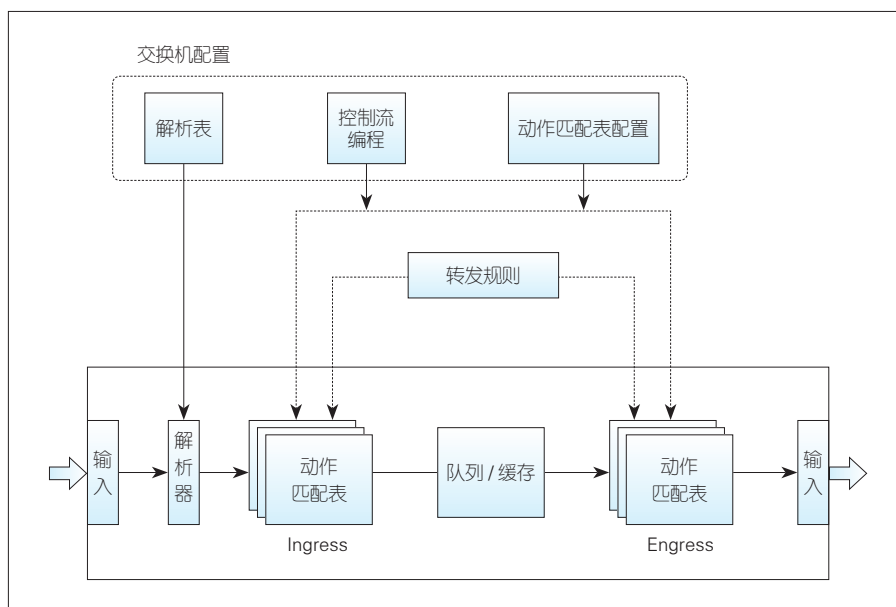 交换机配置
解析表
控制流
编程
动作匹配表配置
转发规则
输
入
解
析
器
动作
匹配表
Ingress
队列 / 缓存
动作
匹配表
Engress
输
入